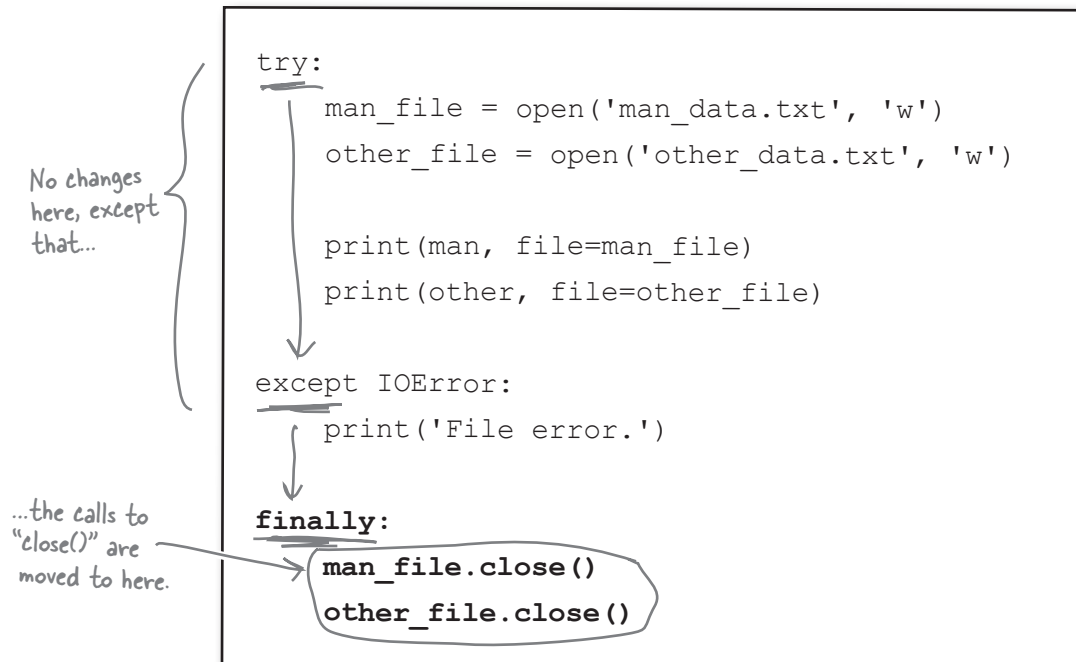 try:
man_file = open('man_data.txt', 'w')
other_file = open('other_data.txt', 'w')
No changes
here, except
that...
print(man, file=man_file)
print(other, file=other_file)
except IOError:
print('File error.')
...the calls to
"close()" are
moved to here.
finally:
man_file.close()
other_file.close()